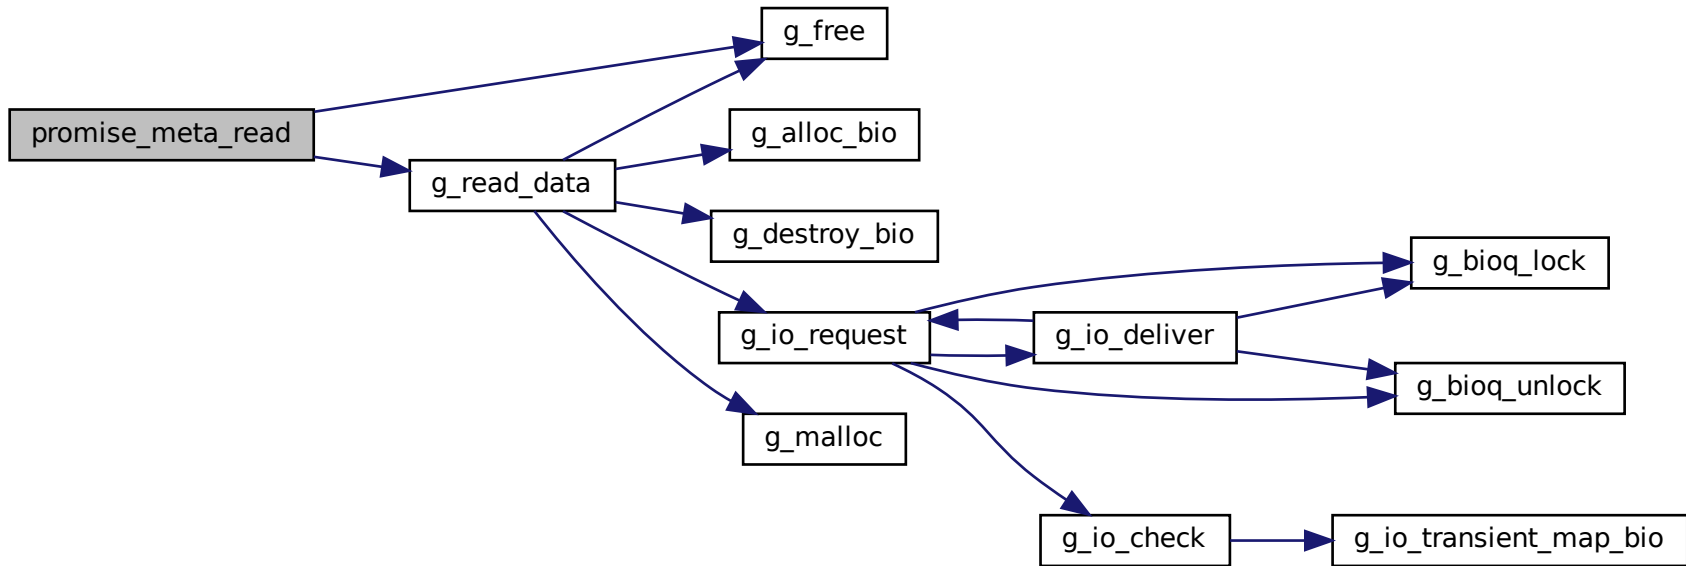 g_free
promise_meta_read
g_alloc_bio
g_read_data
g_destroy_bio
g_bioq_lock
g_io_request
g_io_deliver
g_bioq_unlock
g_malloc
g_io_check
g_io_transient_map_bio